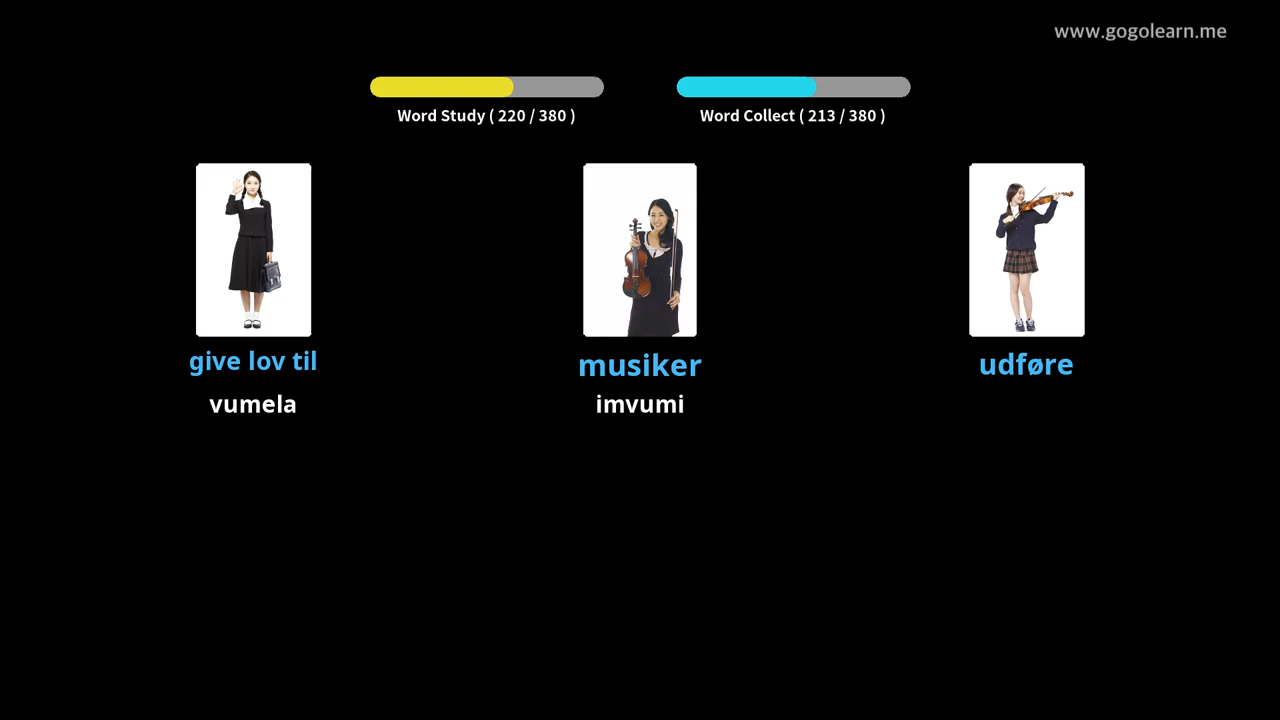 www.gogolearn.me
Word Study ( 220 / 380 )
Word Collect ( 213 / 380 )
give lov til
vumela
musiker
imvumi
udføre